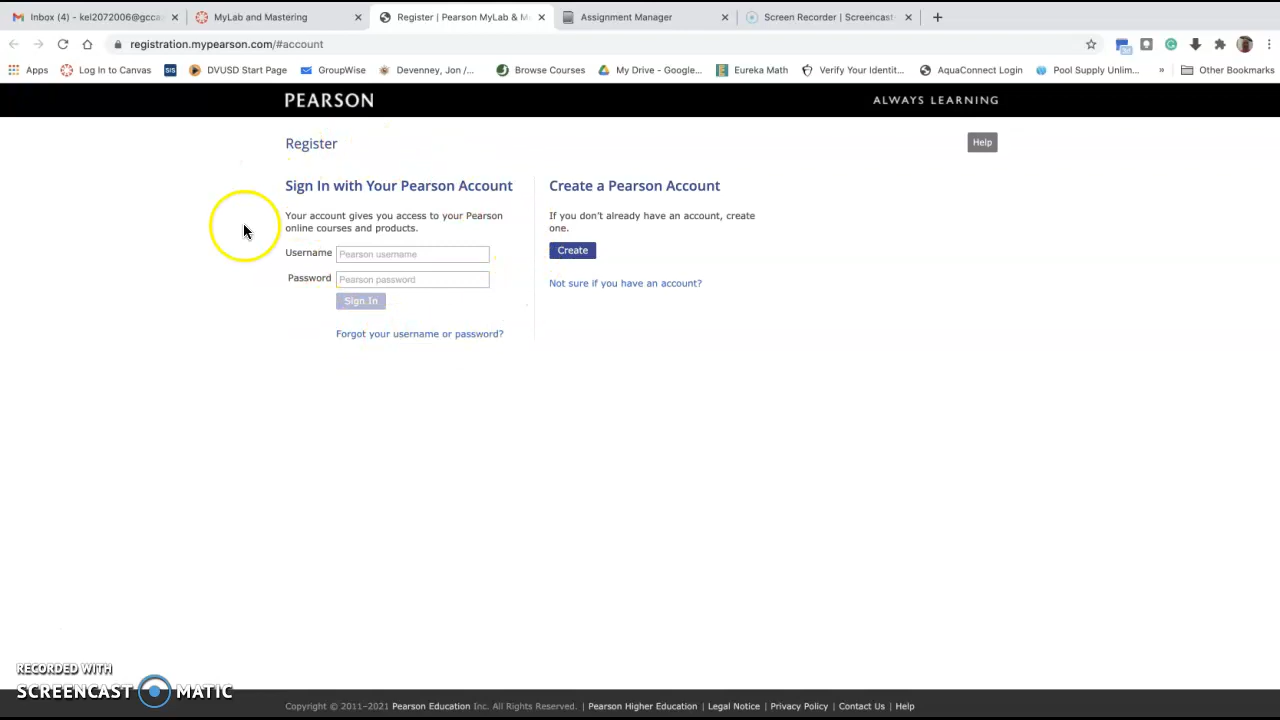 Inbox (4) - kel2072006@gcca
MyLab and Mastering
Register | Pearson MyLab & M
Assignment Manager
Screen Recorder | Screencast
registration.mypearson.com/#account
Apps
Log In to Canvas
SIS
DVUSD Start Page
GroupWise
Devenney, Jon /...
Browse Courses
My Drive - Google...
Eureka Math
Verify Your Identit...
AquaConnect Login
Pool Supply Unlim...
»
Other Bookmarks
PEARSON
ALWAYS LEARNING
Register
Help
Sign In with Your Pearson Account
Your account gives you access to your Pearson
online courses and products.
Username
Pearson username
Password
Pearson password
Sign In
Forgot your username or password?
Create a Pearson Account
If you don't already have an account, create
one.
Create
Not sure if you have an account?
RECORDED WITH
SCREENCAST MATIC
Copyright © 2011–2021 Pearson Education Inc. All Rights Reserved. | Pearson Higher Education | Legal Notice | Privacy Policy | Contact Us | Help